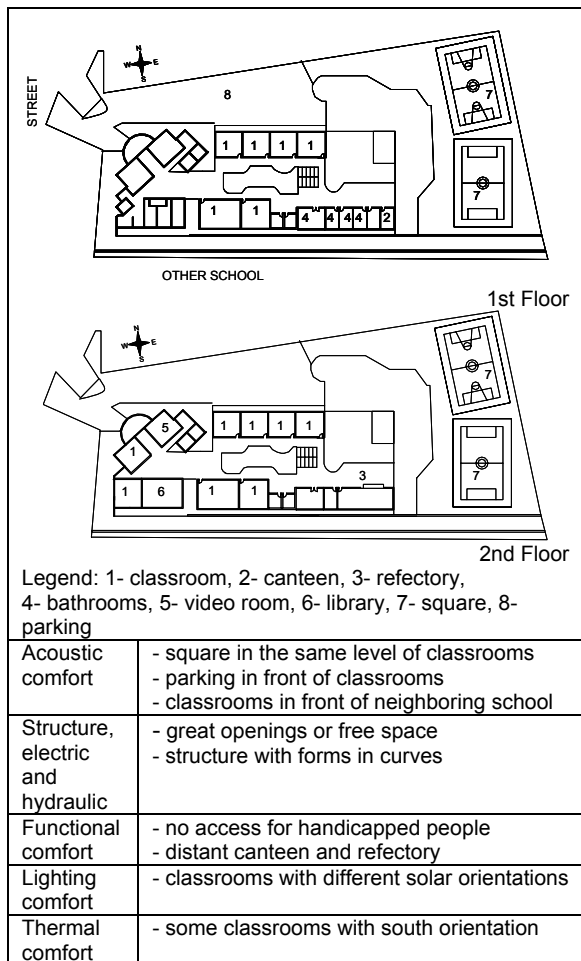 N
W E
S
STREET
8
7
1 1 1 1
7
1 1 4 4 4 4 2
OTHER SCHOOL
1st Floor
N
W E
S
7
5
1 1 1 1
1
7
3
1 6 1 1
2nd Floor
Legend: 1- classroom, 2- canteen, 3- refectory,
4- bathrooms, 5- video room, 6- library, 7- square, 8-
parking
Acoustic
comfort
- square in the same level of classrooms
- parking in front of classrooms
- classrooms in front of neighboring school
Structure,
electric
and
hydraulic
- great openings or free space
- structure with forms in curves
Functional
comfort
- no access for handicapped people
- distant canteen and refectory
Lighting
comfort
- classrooms with different solar orientations
Thermal
comfort
- some classrooms with south orientation